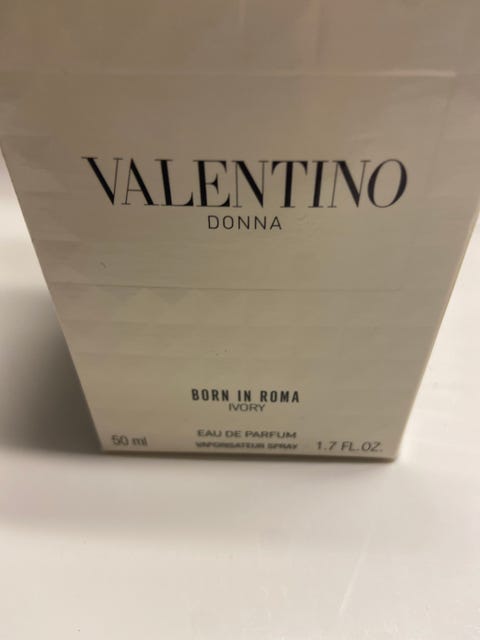 VALENTINO
DONNA
BORN IN ROMA
IVORY
EAU DE PARFUM
50 ml VAPORISATEUR SPRAY 1.7 FL.OZ.